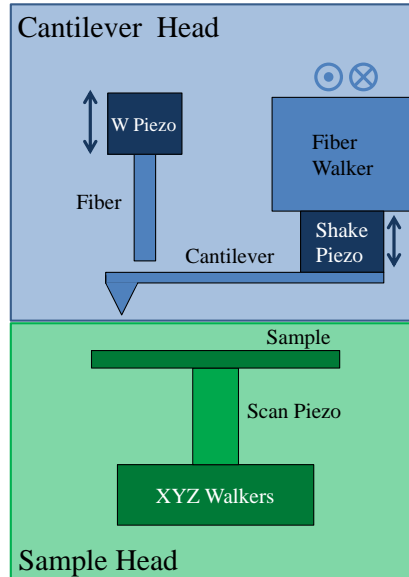 Cantilever Head
W Piezo
Fiber
Walker
Fiber
Shake
Piezo
Cantilever
Sample
Scan Piezo
XYZ Walkers
Sample Head